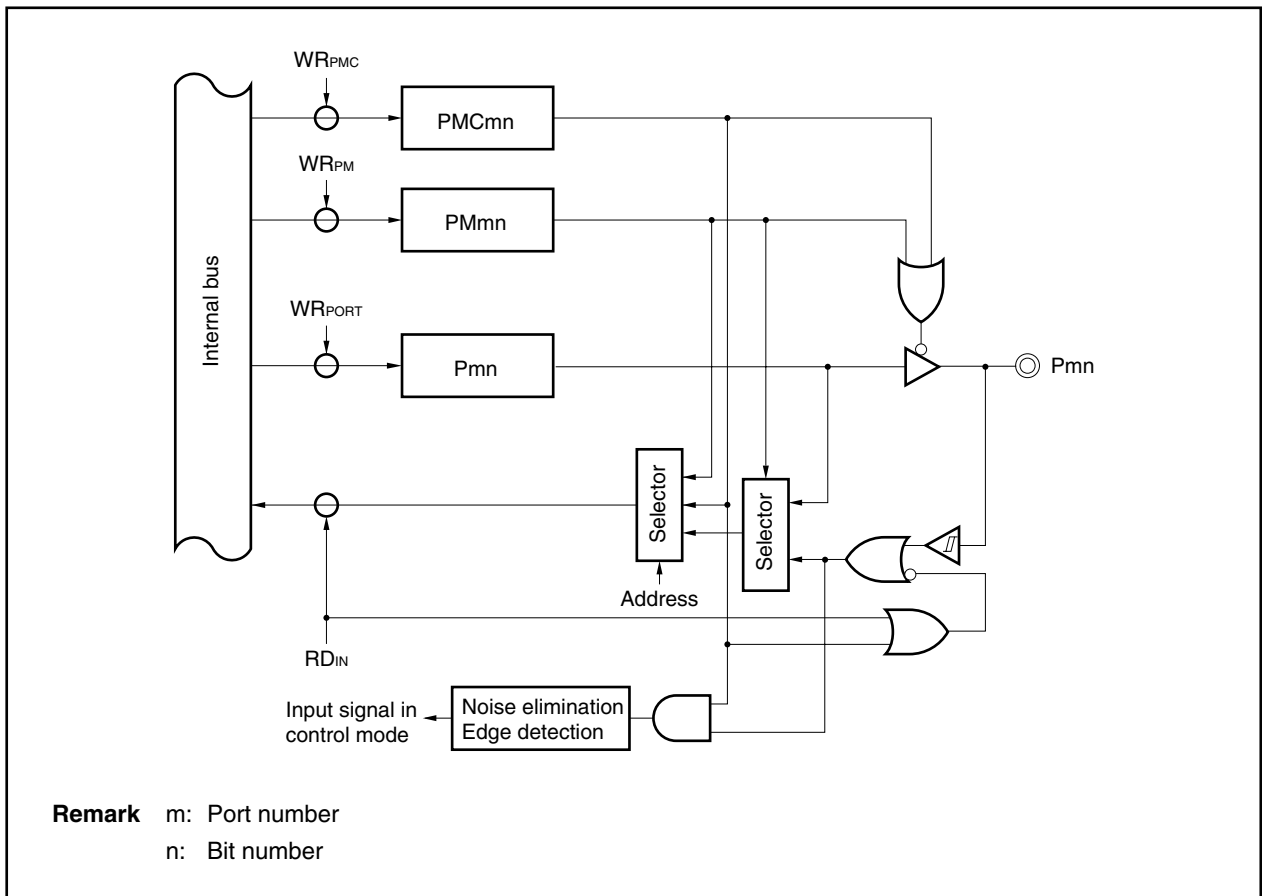 WRPMC
PMCmn
WRPM
PMmn
Internal bus
WRPORT
Pmn
Pmn
Selector
Selector
Address
RDIN
Input signal in
control mode
Noise elimination
Edge detection
Remark m: Port number
n: Bit number